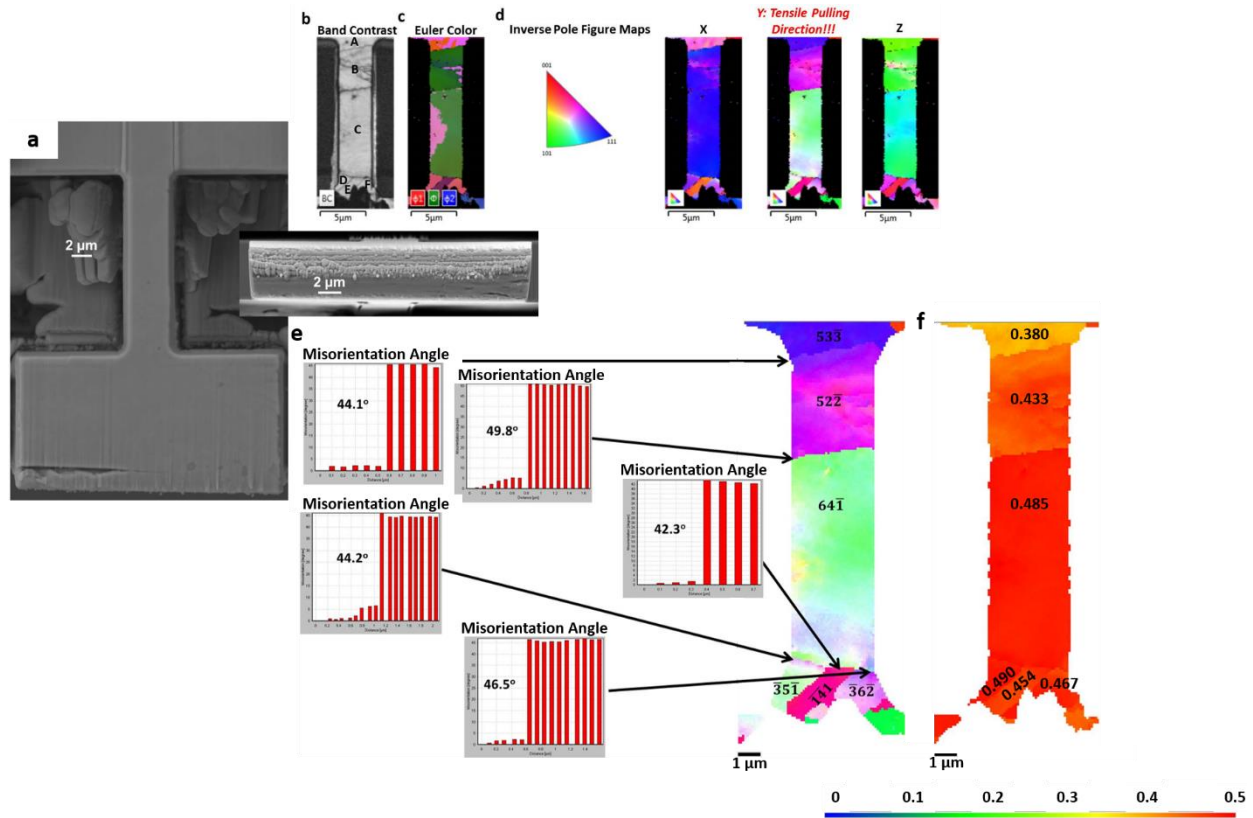 a
2 μm
b
Band Contrast
A
B
C
D
E
F
BC
5μm
c
Euler Color
ϕ1
Φ
ϕ2
5μm
d
Inverse Pole Figure Maps
001
101
111
X
5μm
Y: Tensile Pulling
Direction!!!
5μm
Z
5μm
2 μm
e
Misorientation Angle
44.1°
Misorientation Angle
49.8°
Misorientation Angle
42.3°
Misorientation Angle
44.2°
Misorientation Angle
46.5°
533̅
522̅
641̅
3̅51̅
1̅41
3̅62̅
1 μm
f
0.380
0.433
0.485
0.490
0.454
0.467
1 μm
0 0.1 0.2 0.3 0.4 0.5